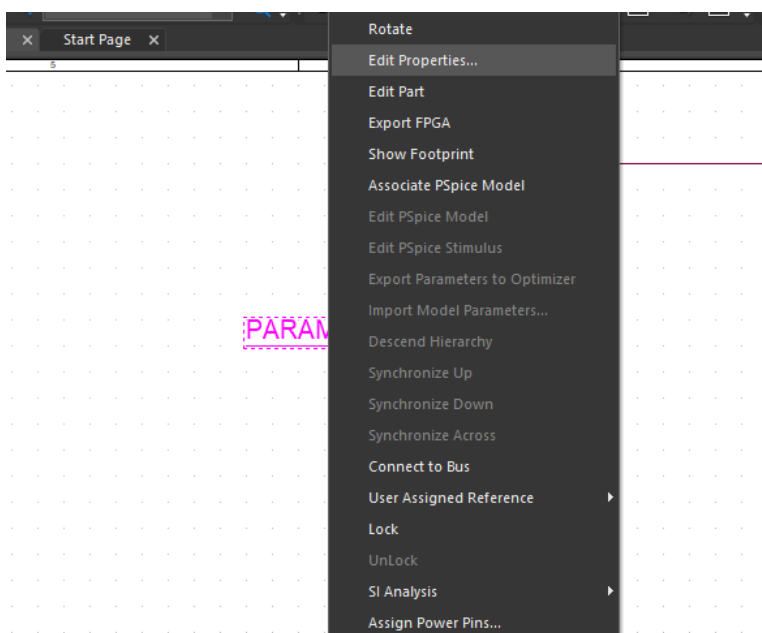 Start Page
5
PARAM
Rotate
Edit Properties...
Edit Part
Export FPGA
Show Footprint
Associate PSpice Model
Edit PSpice Model
Edit PSpice Stimulus
Export Parameters to Optimizer
Import Model Parameters...
Descend Hierarchy
Synchronize Up
Synchronize Down
Synchronize Across
Connect to Bus
User Assigned Reference
Lock
UnLock
SI Analysis
Assign Power Pins...